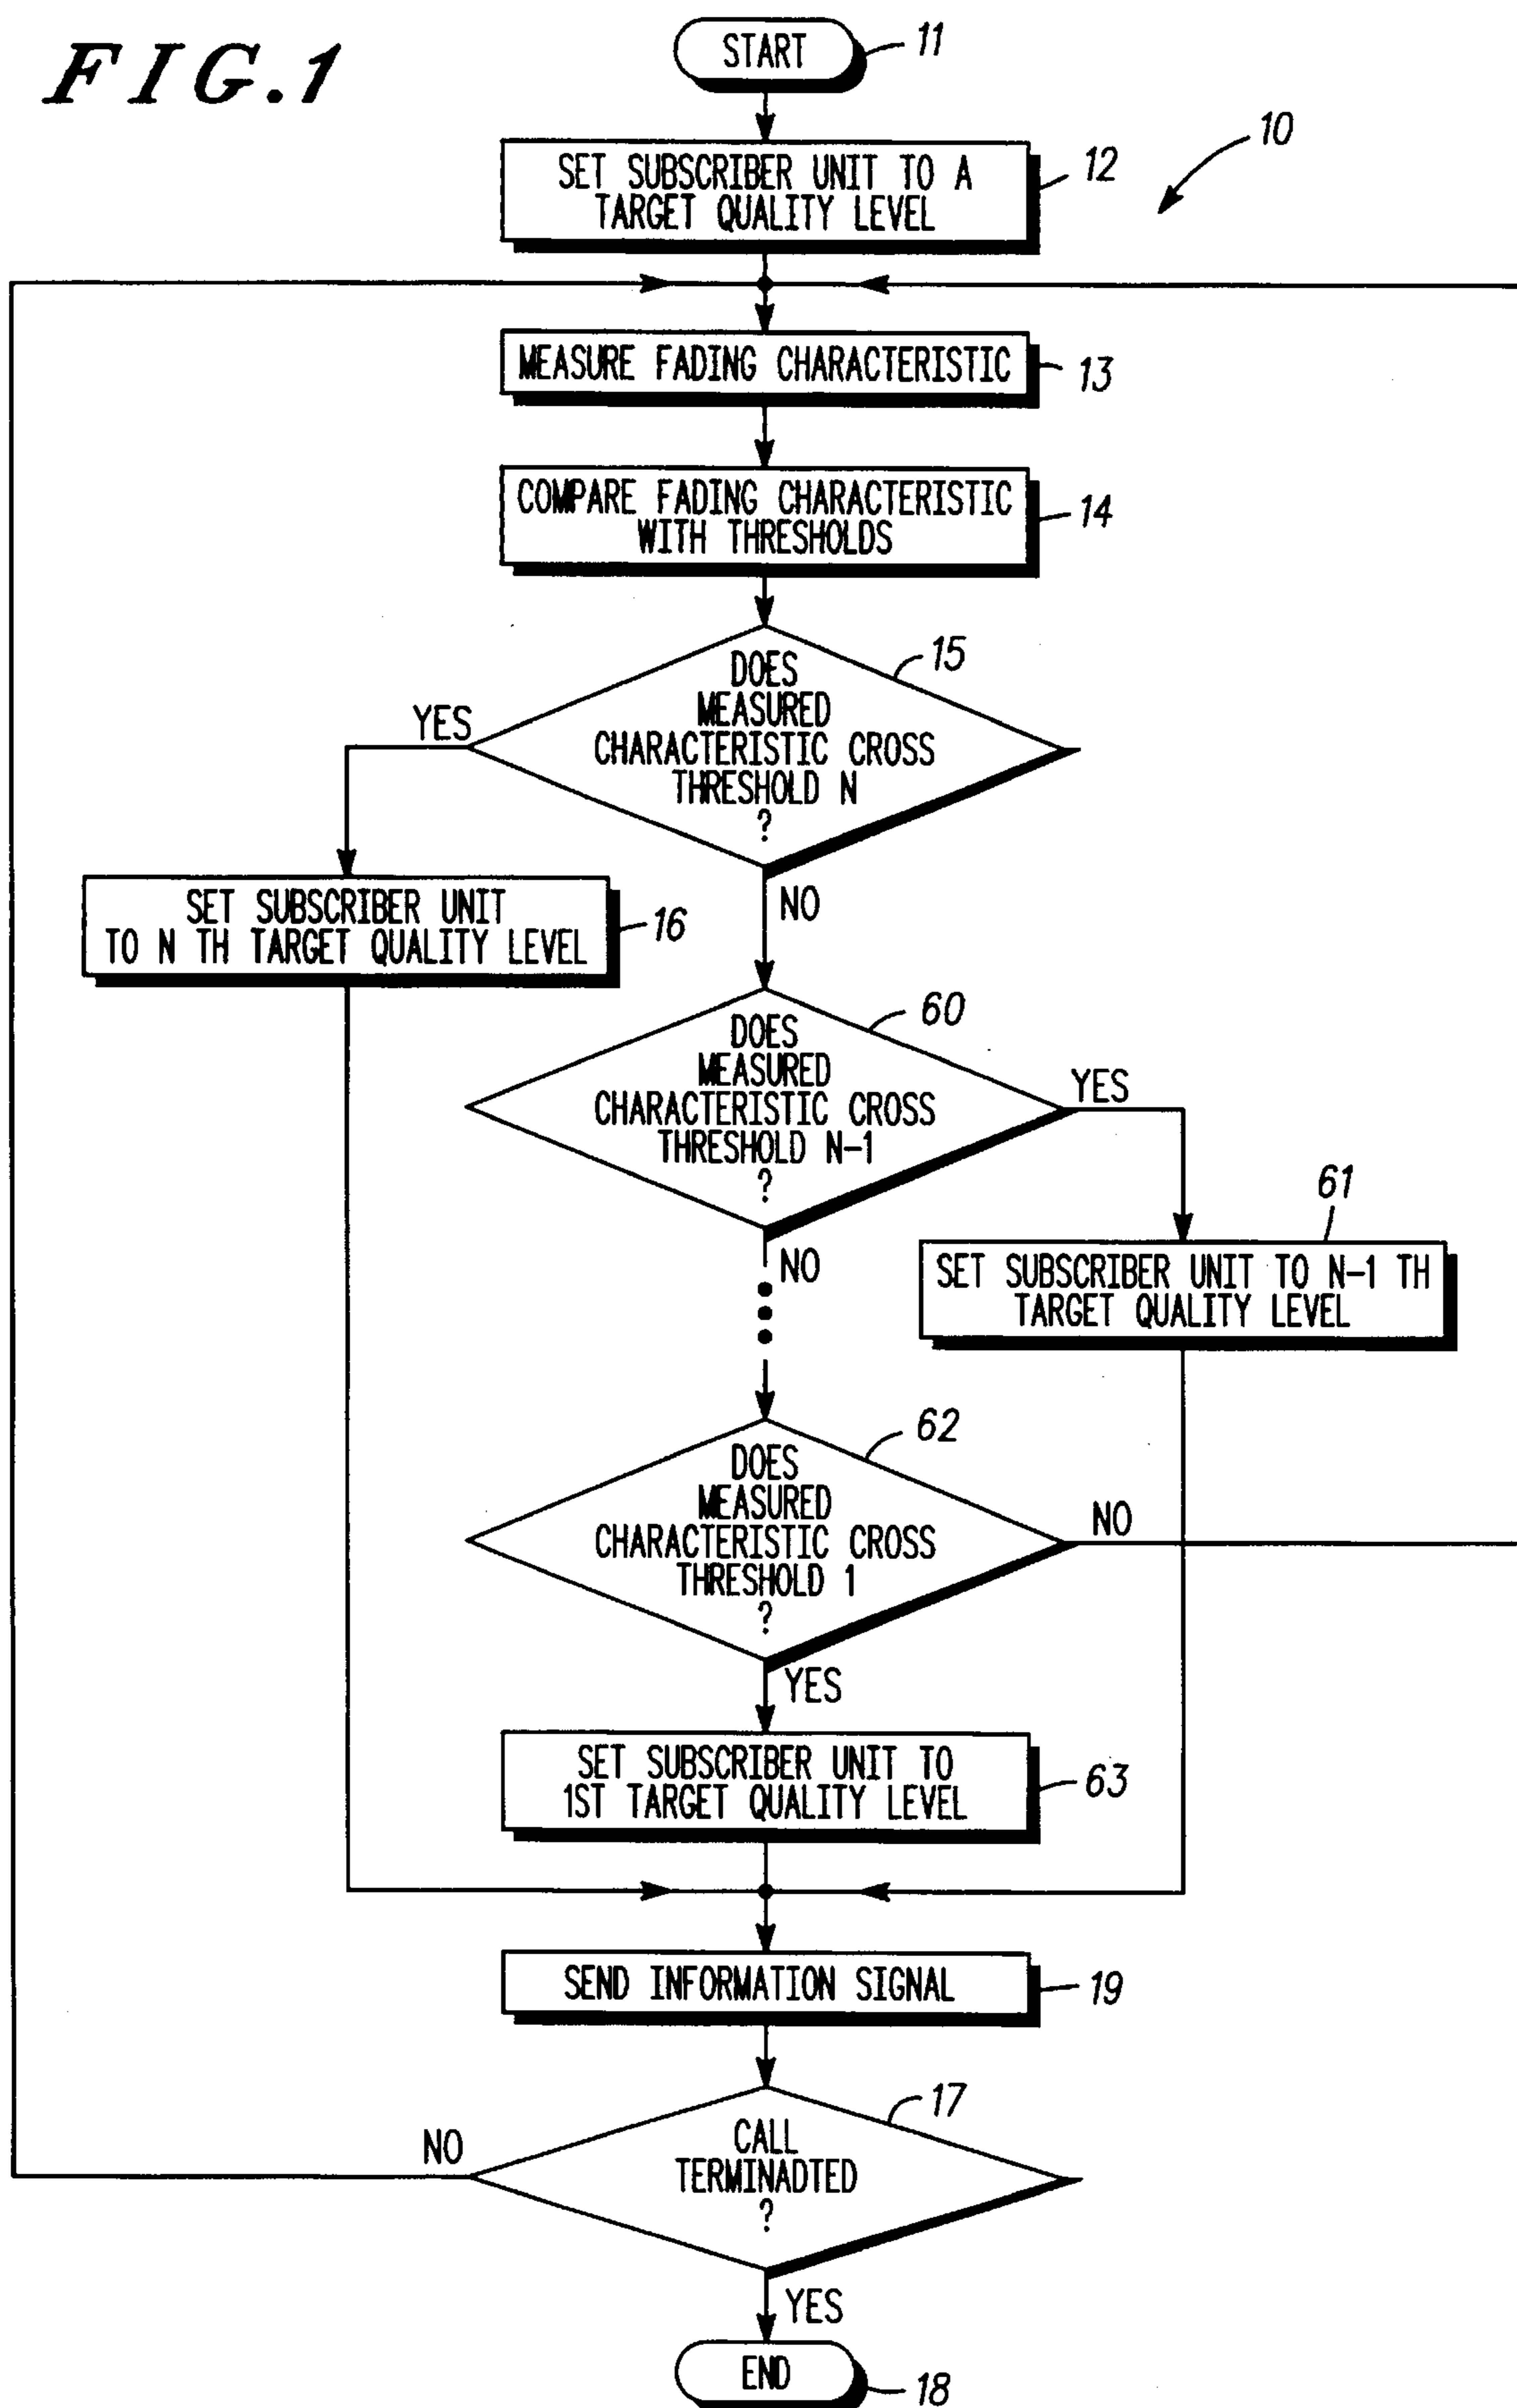 FIG.1
START
11
10
SET SUBSCRIBER UNIT TO A
TARGET QUALITY LEVEL
12
MEASURE FADING CHARACTERISTIC
13
COMPARE FADING CHARACTERISTIC
WITH THRESHOLDS
14
15
DOES
MEASURED
CHARACTERISTIC CROSS
THRESHOLD N
?
YES
NO
SET SUBSCRIBER UNIT
TO N TH TARGET QUALITY LEVEL
16
60
DOES
MEASURED
CHARACTERISTIC CROSS
THRESHOLD N-1
?
YES
NO
61
SET SUBSCRIBER UNIT TO N-1 TH
TARGET QUALITY LEVEL
62
DOES
MEASURED
CHARACTERISTIC CROSS
THRESHOLD 1
?
NO
YES
SET SUBSCRIBER UNIT TO
1ST TARGET QUALITY LEVEL
63
SEND INFORMATION SIGNAL
19
17
CALL
TERMINADTED
?
NO
YES
END
18